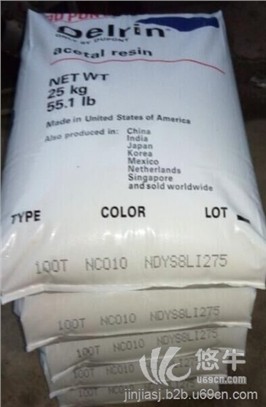 Delrin
acetal resin
NET WT
25 kg
55.1 lb
Made in United States of America
Also produced in: China
India
Japan
Korea
Mexico
Netherlands
Singapore
and sold worldwide
TYPE COLOR LOT
100T NC010 NDYS8LI275
100T NC010 NDYS8LI275
悠牛
u69cn.com
jinjiasj.b2b.u69cn.com